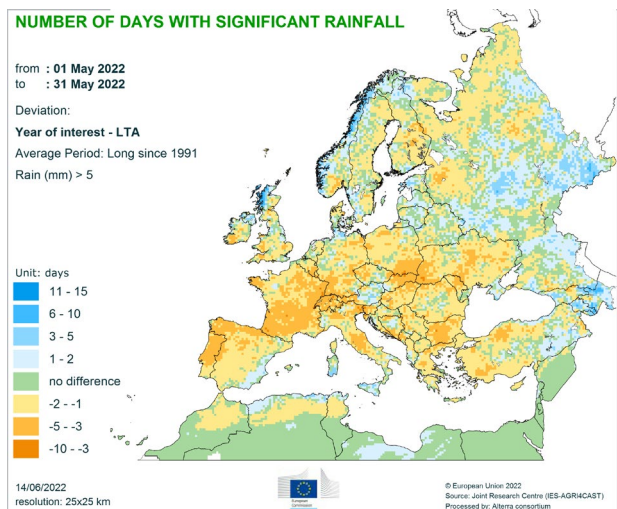 NUMBER OF DAYS WITH SIGNIFICANT RAINFALL
from : 01 May 2022
to : 31 May 2022
Deviation:
Year of interest - LTA
Average Period: Long since 1991
Rain (mm) > 5
Unit: days
11 - 15
6 - 10
3 - 5
1 - 2
no difference
-2 - -1
-5 - -3
-10 - -3
14/06/2022
resolution: 25x25 km
European
Commission
© European Union 2022
Source: Joint Research Centre (IES-AGRI4CAST)
Processed by: Alterra consortium